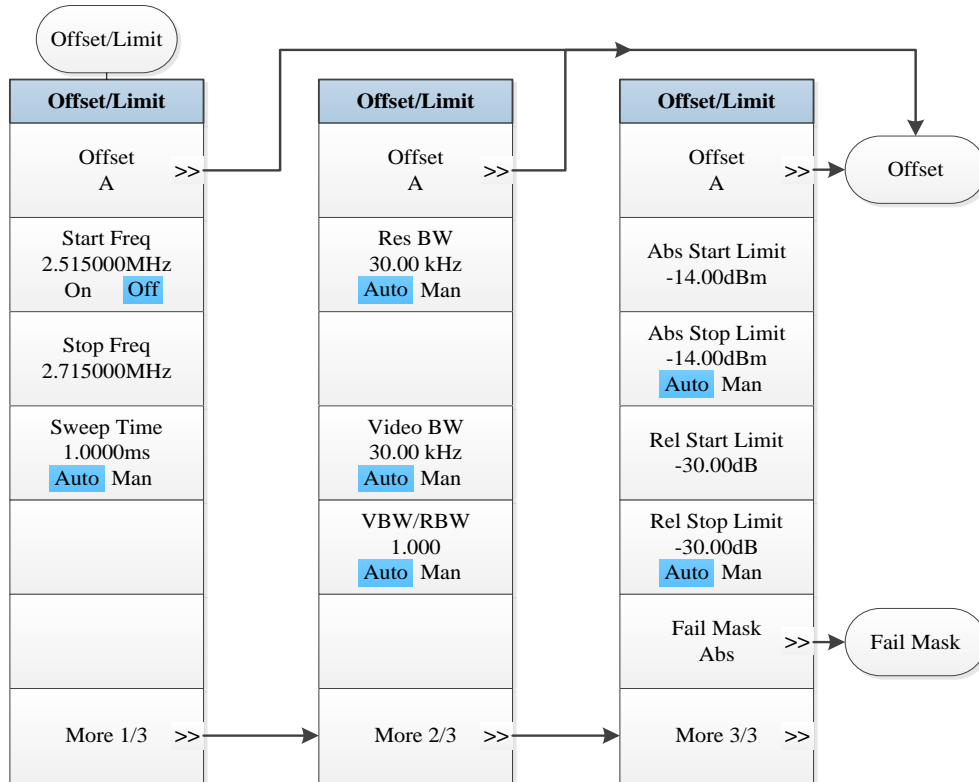 Offset/Limit
Offset/Limit
Offset
A
>>
Start Freq
2.515000MHz
On Off
Stop Freq
2.715000MHz
Sweep Time
1.0000ms
Auto Man
More 1/3 >>
Offset/Limit
Offset
A
>>
Res BW
30.00 kHz
Auto Man
Video BW
30.00 kHz
Auto Man
VBW/RBW
1.000
Auto Man
More 2/3 >>
Offset/Limit
Offset
A
>>
Abs Start Limit
-14.00dBm
Abs Stop Limit
-14.00dBm
Auto Man
Rel Start Limit
-30.00dB
Rel Stop Limit
-30.00dB
Auto Man
Fail Mask
Abs
>>
More 3/3 >>
Offset
Fail Mask